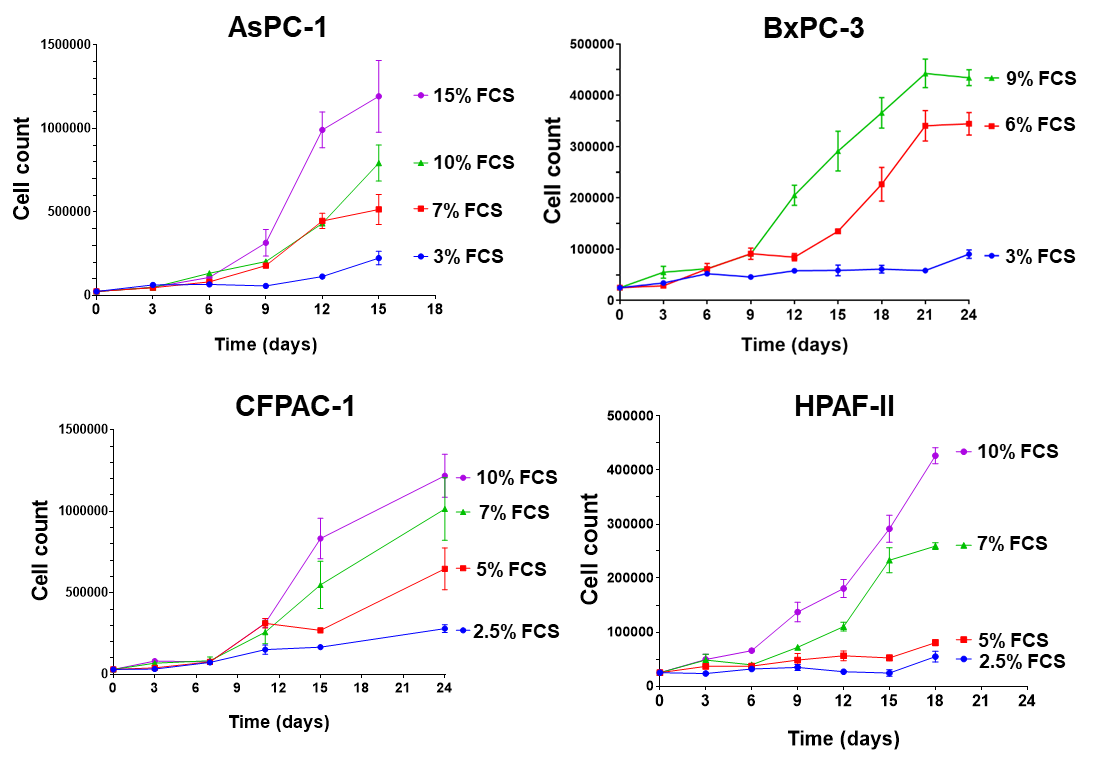 AsPC-1
1500000
1000000
500000
0
Cell count
0 3 6 9 12 15 18
Time (days)
15% FCS
10% FCS
7% FCS
3% FCS
BxPC-3
500000
400000
300000
200000
100000
0
Cell count
0 3 6 9 12 15 18 21 24
Time (days)
9% FCS
6% FCS
3% FCS
CFPAC-1
1500000
1000000
500000
0
Cell count
0 3 6 9 12 15 18 21 24
Time (days)
10% FCS
7% FCS
5% FCS
2.5% FCS
HPAF-II
500000
400000
300000
200000
100000
0
Cell count
0 3 6 9 12 15 18 21 24
Time (days)
10% FCS
7% FCS
5% FCS
2.5% FCS